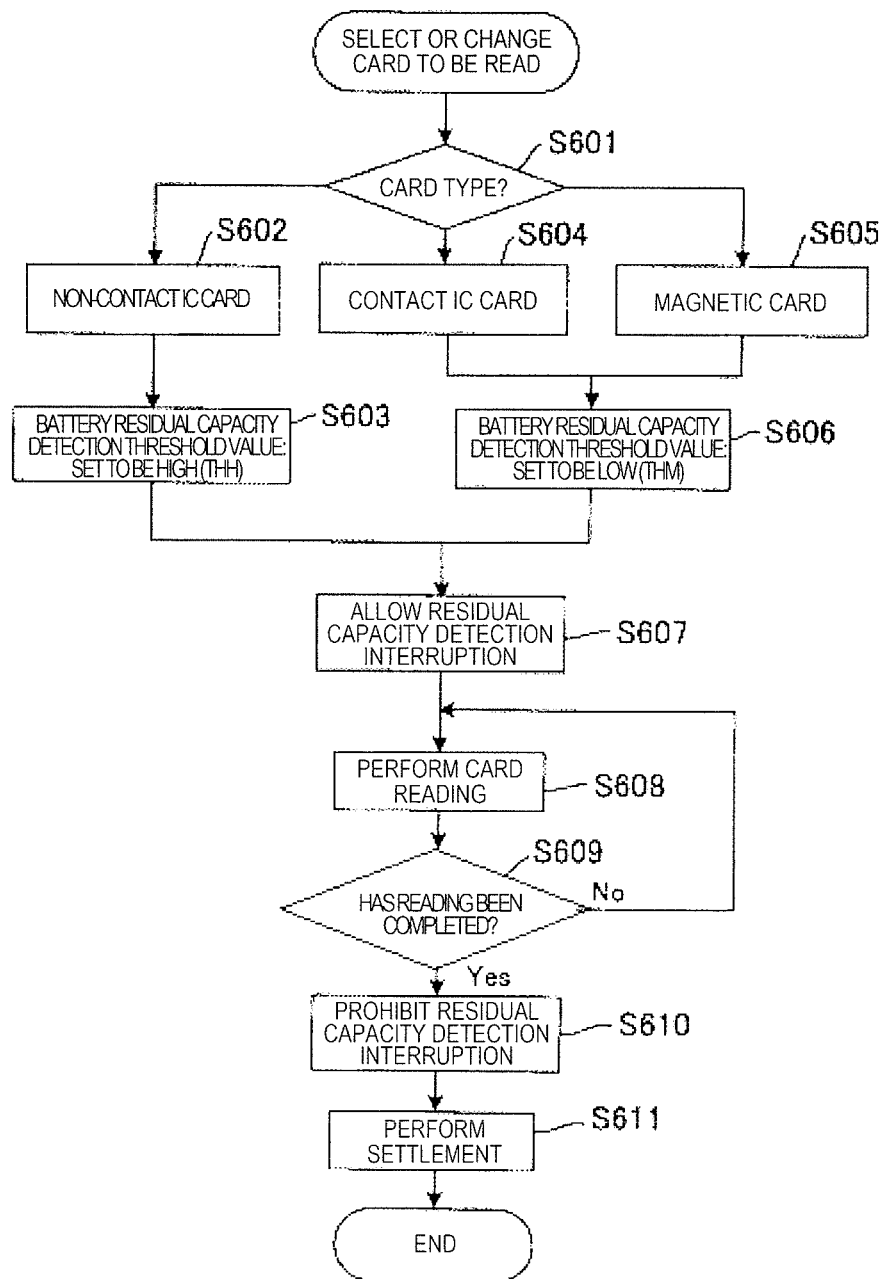 SELECT OR CHANGE
CARD TO BE READ
S601
CARD TYPE?
S602
S604
S605
NON-CONTACT IC CARD
CONTACT IC CARD
MAGNETIC CARD
BATTERY RESIDUAL CAPACITY
DETECTION THRESHOLD VALUE:
SET TO BE HIGH (THH)
S603
BATTERY RESIDUAL CAPACITY
DETECTION THRESHOLD VALUE:
SET TO BE LOW (THM)
S606
ALLOW RESIDUAL
CAPACITY DETECTION
INTERRUPTION
S607
PERFORM CARD
READING
S608
S609
HAS READING BEEN
COMPLETED?
No
Yes
PROHIBIT RESIDUAL
CAPACITY DETECTION
INTERRUPTION
S610
PERFORM
SETTLEMENT
S611
END